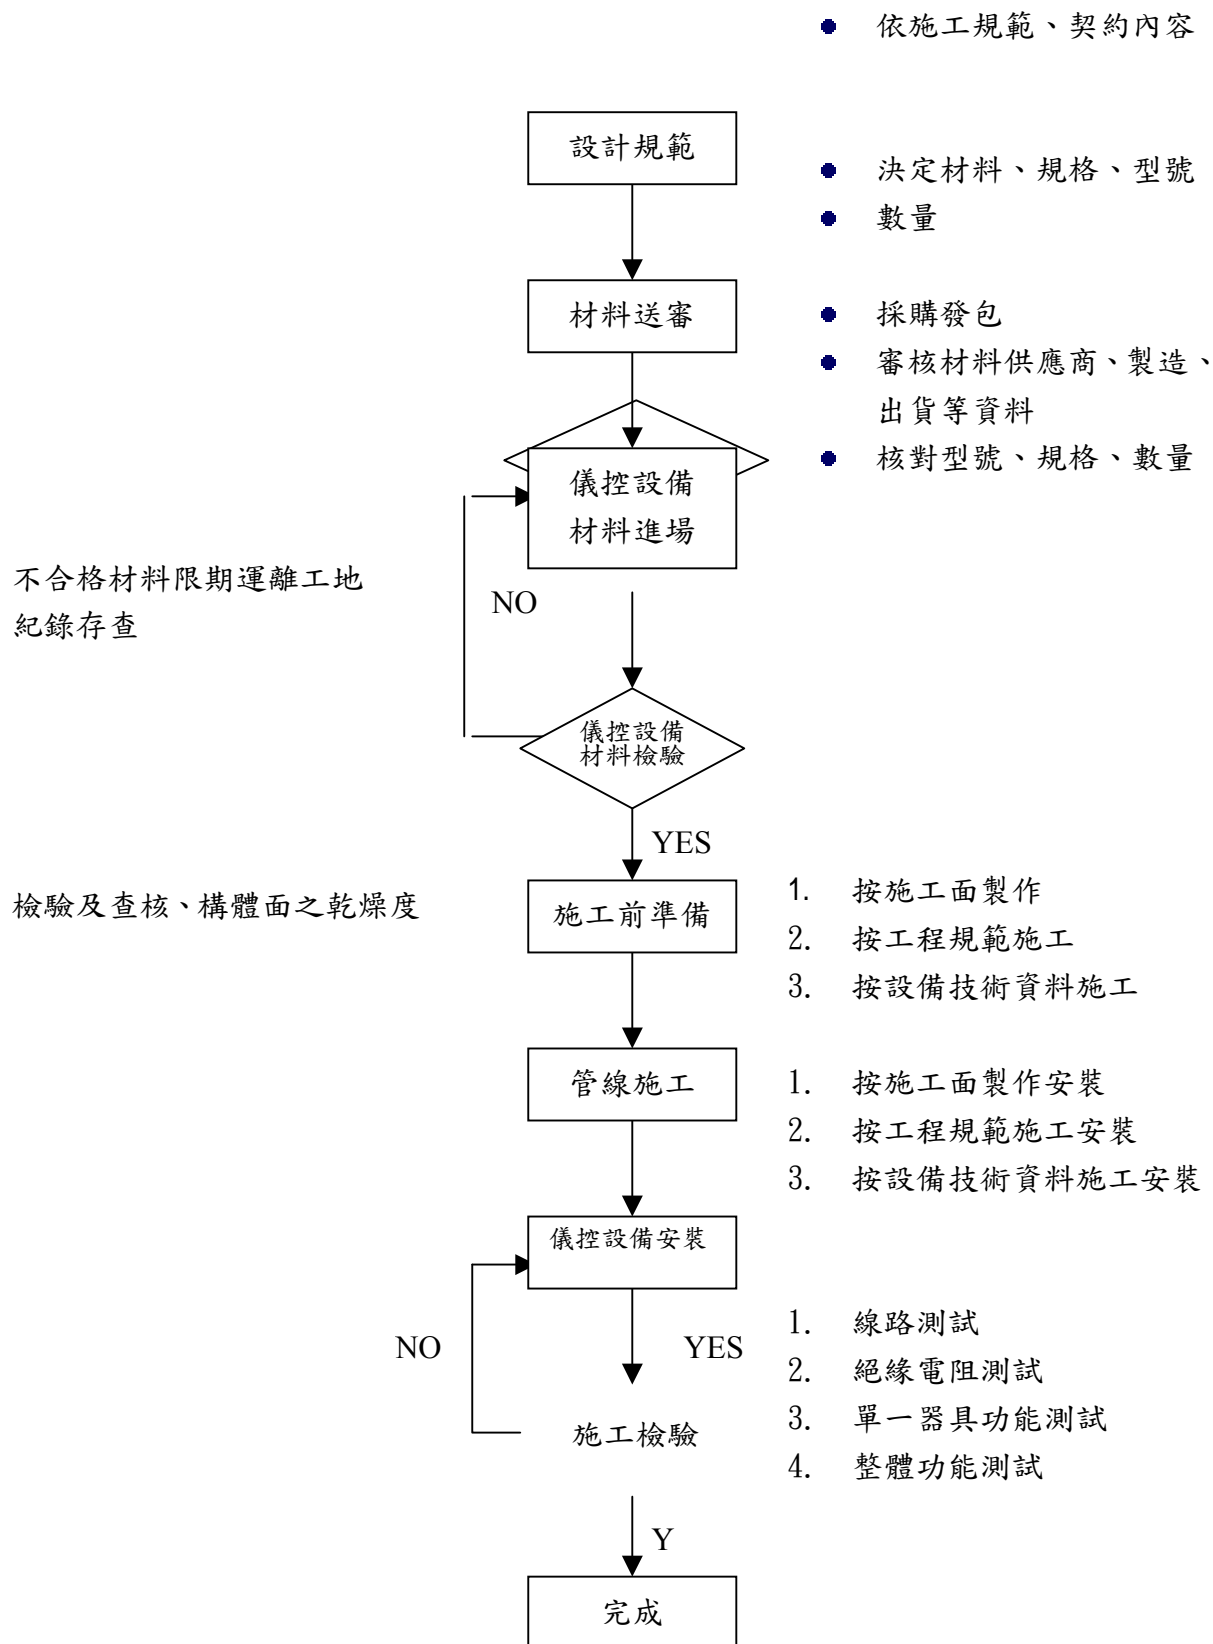 依施工規範、契約內容
設計規範
決定材料、規格、型號
數量
材料送審
採購發包
審核材料供應商、製造、
出貨等資料
核對型號、規格、數量
儀控設備
材料進場
不合格材料限期運離工地
紀錄存查
NO
儀控設備
材料檢驗
YES
檢驗及查核、構體面之乾燥度
施工前準備
1. 按施工面製作
2. 按工程規範施工
3. 按設備技術資料施工
管線施工
1. 按施工面製作安裝
2. 按工程規範施工安裝
3. 按設備技術資料施工安裝
儀控設備安裝
NO
YES
1. 線路測試
2. 絕緣電阻測試
3. 單一器具功能測試
4. 整體功能測試
施工檢驗
Y
完成